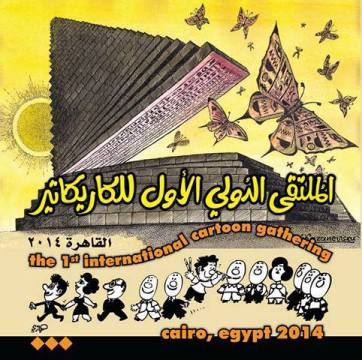 الملتقى الدولي الأول للكاريكاتير
القاهرة ٢٠١٤
the 1st international cartoon gathering
cairo, egypt 2014